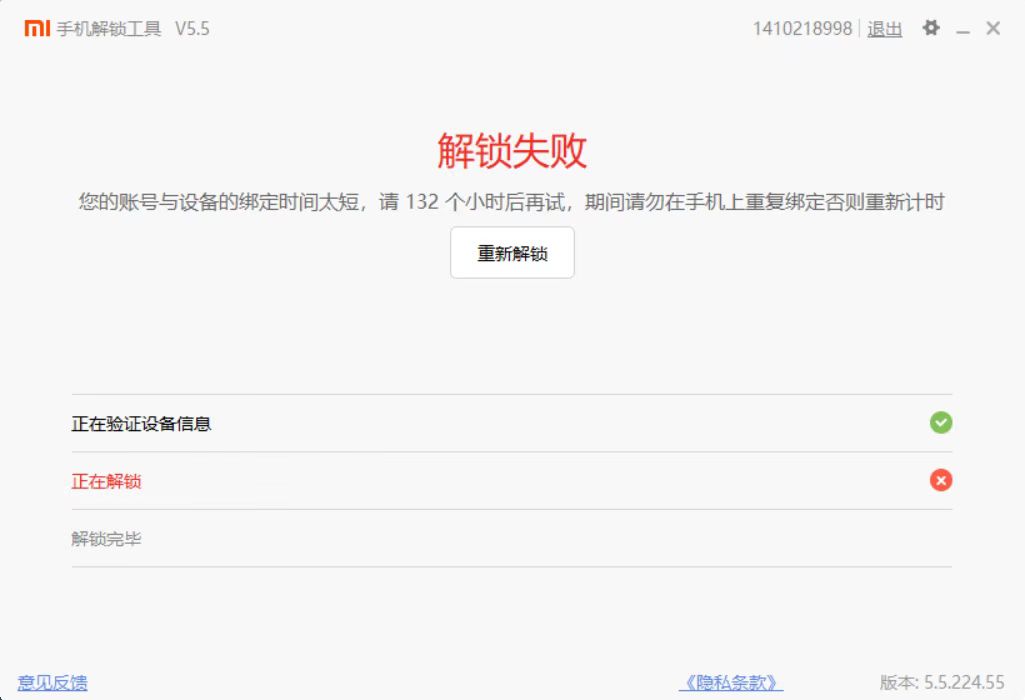 手机解锁工具 V5.5 1410218998 退出
解锁失败
您的账号与设备的绑定时间太短，请 132 个小时后再试，期间请勿在手机上重复绑定否则重新计时
重新解锁
正在验证设备信息
正在解锁
解锁完毕
意见反馈 《隐私条款》 版本: 5.5.224.55